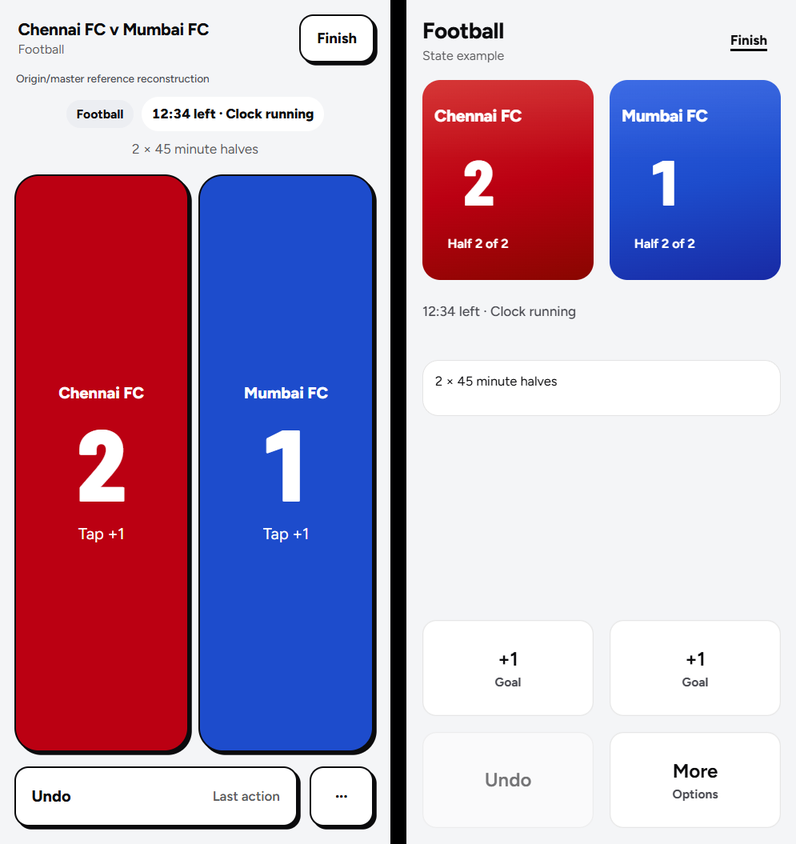 Chennai FC v Mumbai FC
Football
Finish
Origin/master reference reconstruction
Football
12:34 left · Clock running
2 × 45 minute halves
Chennai FC
2
Tap +1
Mumbai FC
1
Tap +1
Undo
Last action
···
Football
State example
Finish
Chennai FC
2
Half 2 of 2
Mumbai FC
1
Half 2 of 2
12:34 left · Clock running
2 × 45 minute halves
+1
Goal
+1
Goal
Undo
More
Options